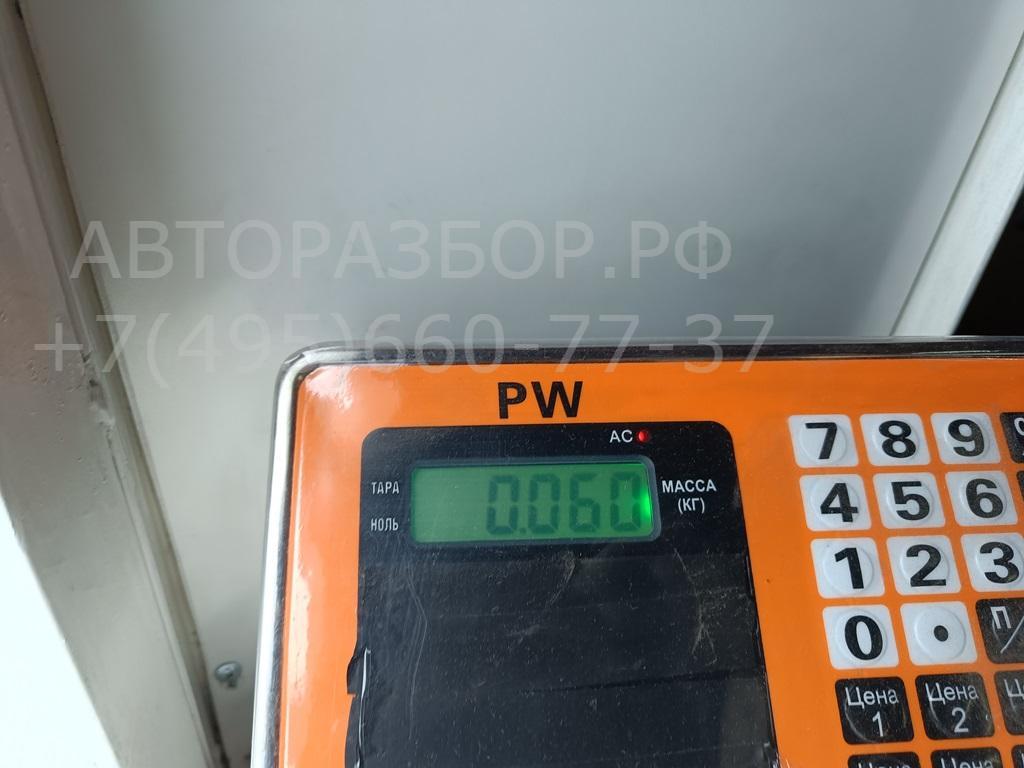 АВТОРАЗБОР.РФ
+7(495)660-77-37
PW
AC
ТАРА
НОЛЬ
0.060
МАССА
(КГ)
7 8 9
4 5 6
1 2 3
0 .
Цена
1
Цена
2